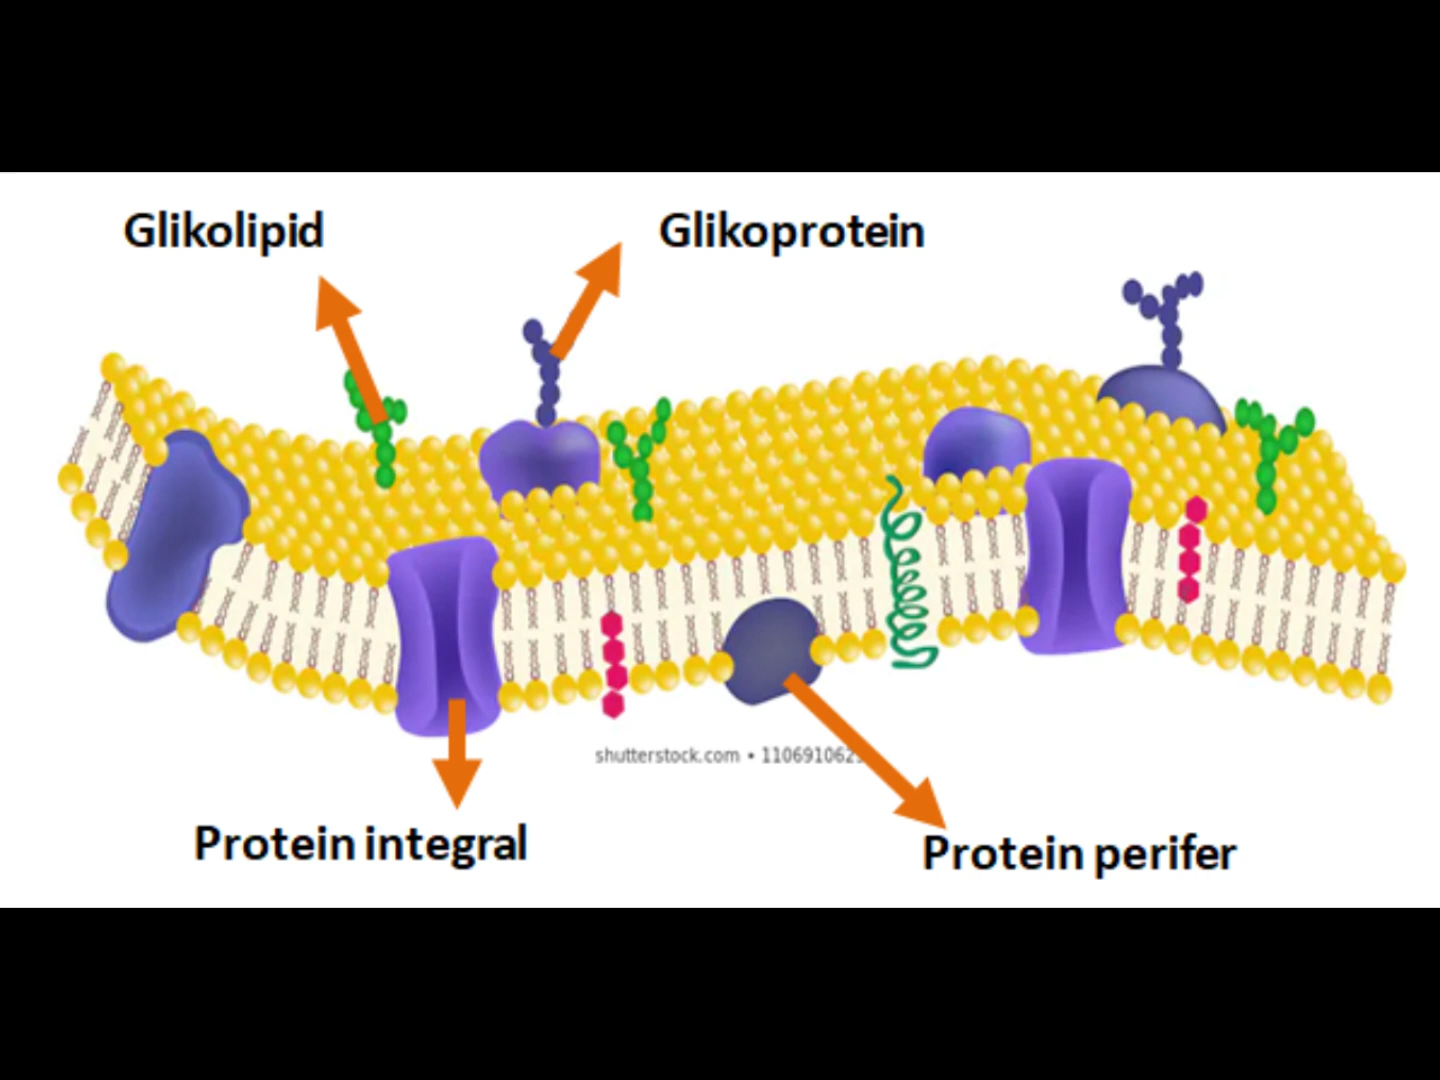 Glikolipid
Glikoprotein
shutterstock.com •
Protein integral
Protein perifer